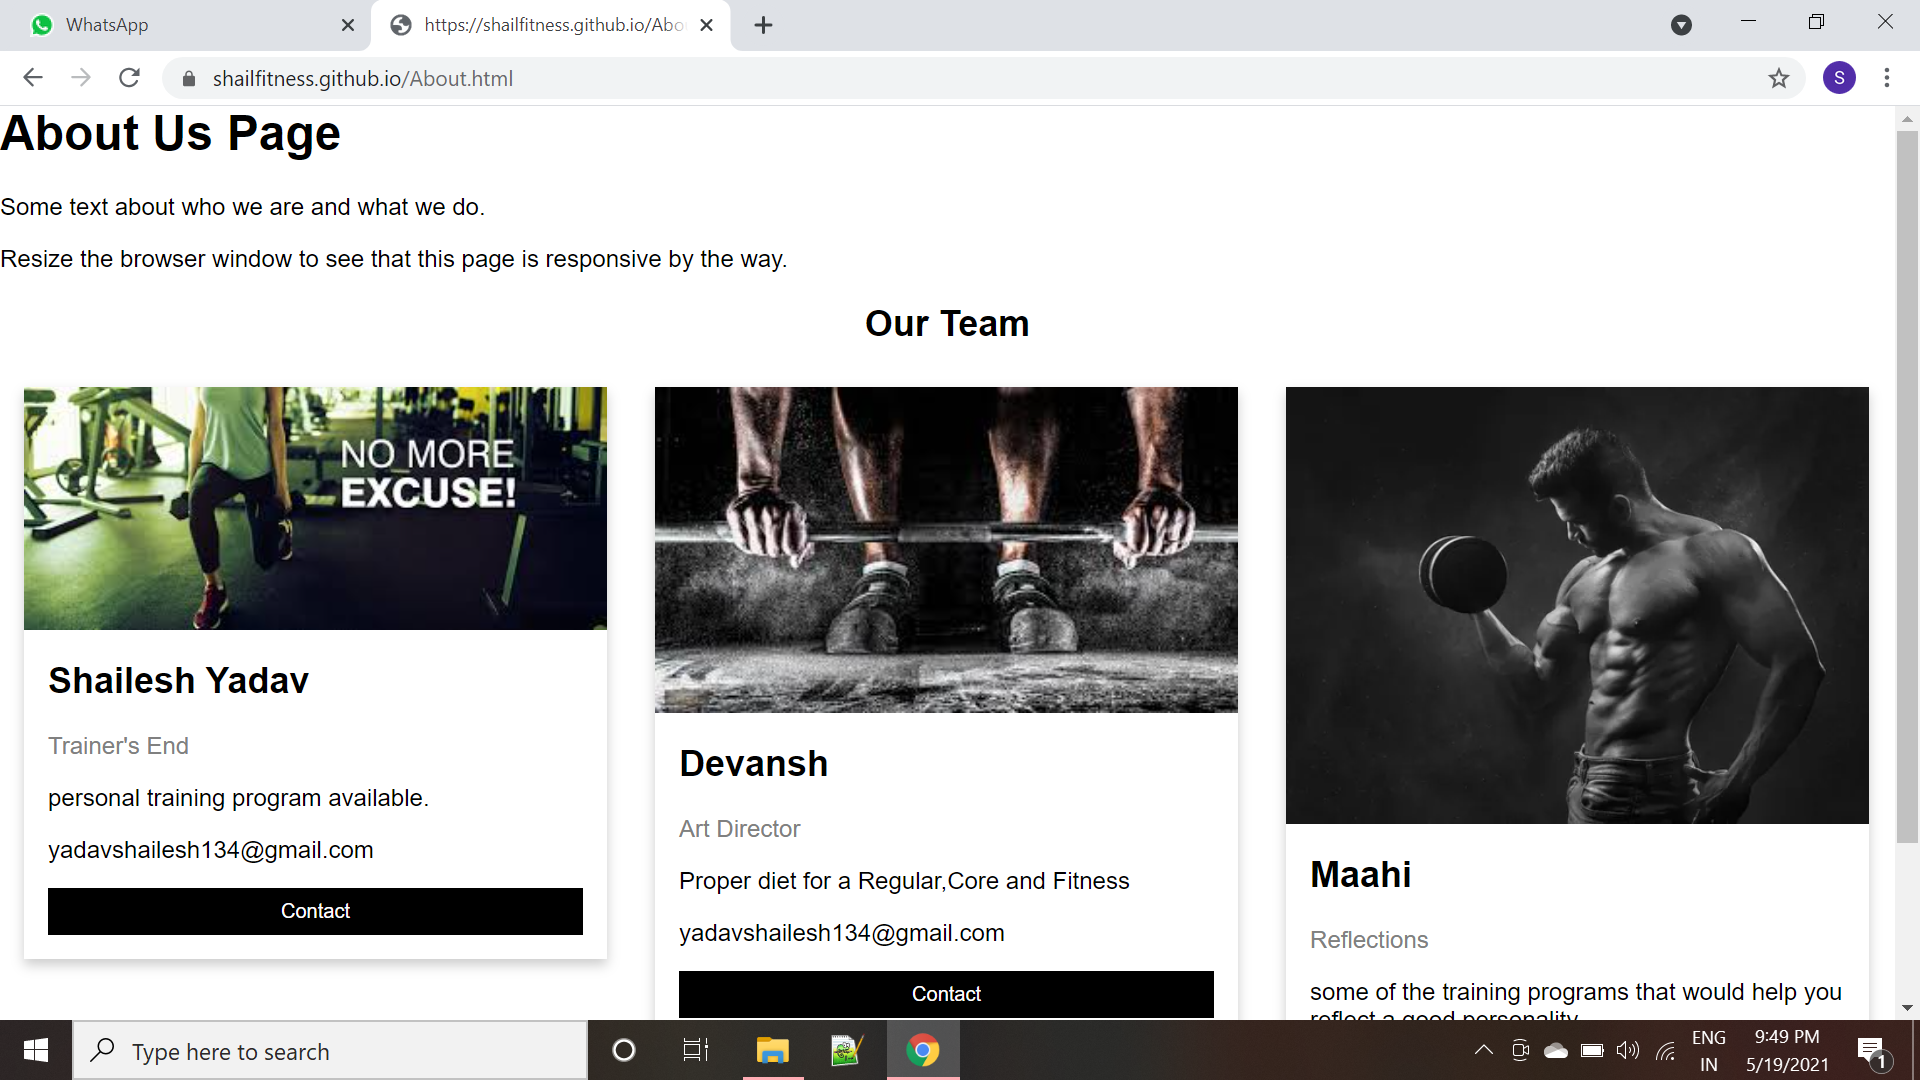 WhatsApp
https://shailfitness.github.io/Abo
shailfitness.github.io/About.html
S
About Us Page
Some text about who we are and what we do.
Resize the browser window to see that this page is responsive by the way.
Our Team
NO MORE
EXCUSE!
Shailesh Yadav
Trainer's End
personal training program available.
yadavshailesh134@gmail.com
Contact
Devansh
Art Director
Proper diet for a Regular,Core and Fitness
yadavshailesh134@gmail.com
Contact
Maahi
Reflections
some of the training programs that would help you
reflect a good personality
Type here to search
ENG
IN
9:49 PM
5/19/2021
1